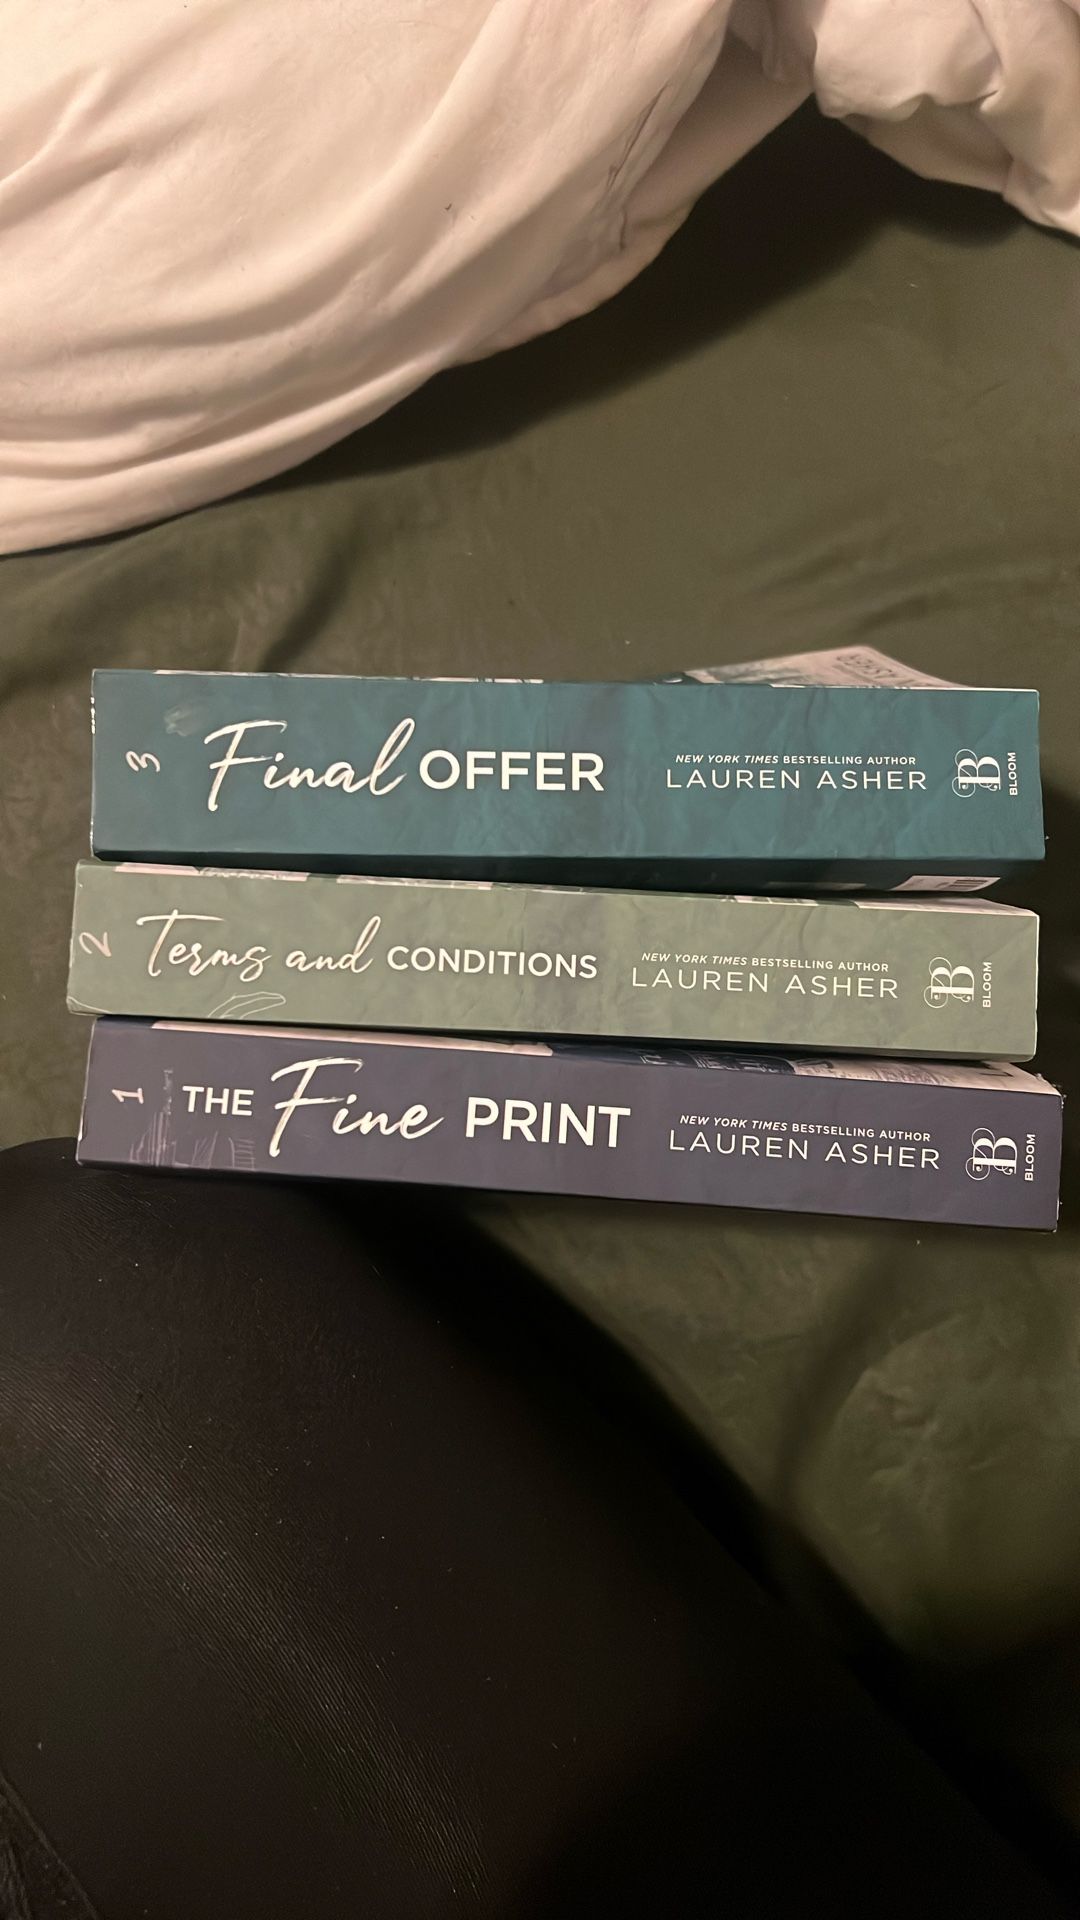 3
Final OFFER
NEW YORK TIMES BESTSELLING AUTHOR
LAUREN ASHER
B
BLOOM
2
Terms and CONDITIONS
NEW YORK TIMES BESTSELLING AUTHOR
LAUREN ASHER
B
BLOOM
1
THE Fine PRINT
NEW YORK TIMES BESTSELLING AUTHOR
LAUREN ASHER
B
BLOOM